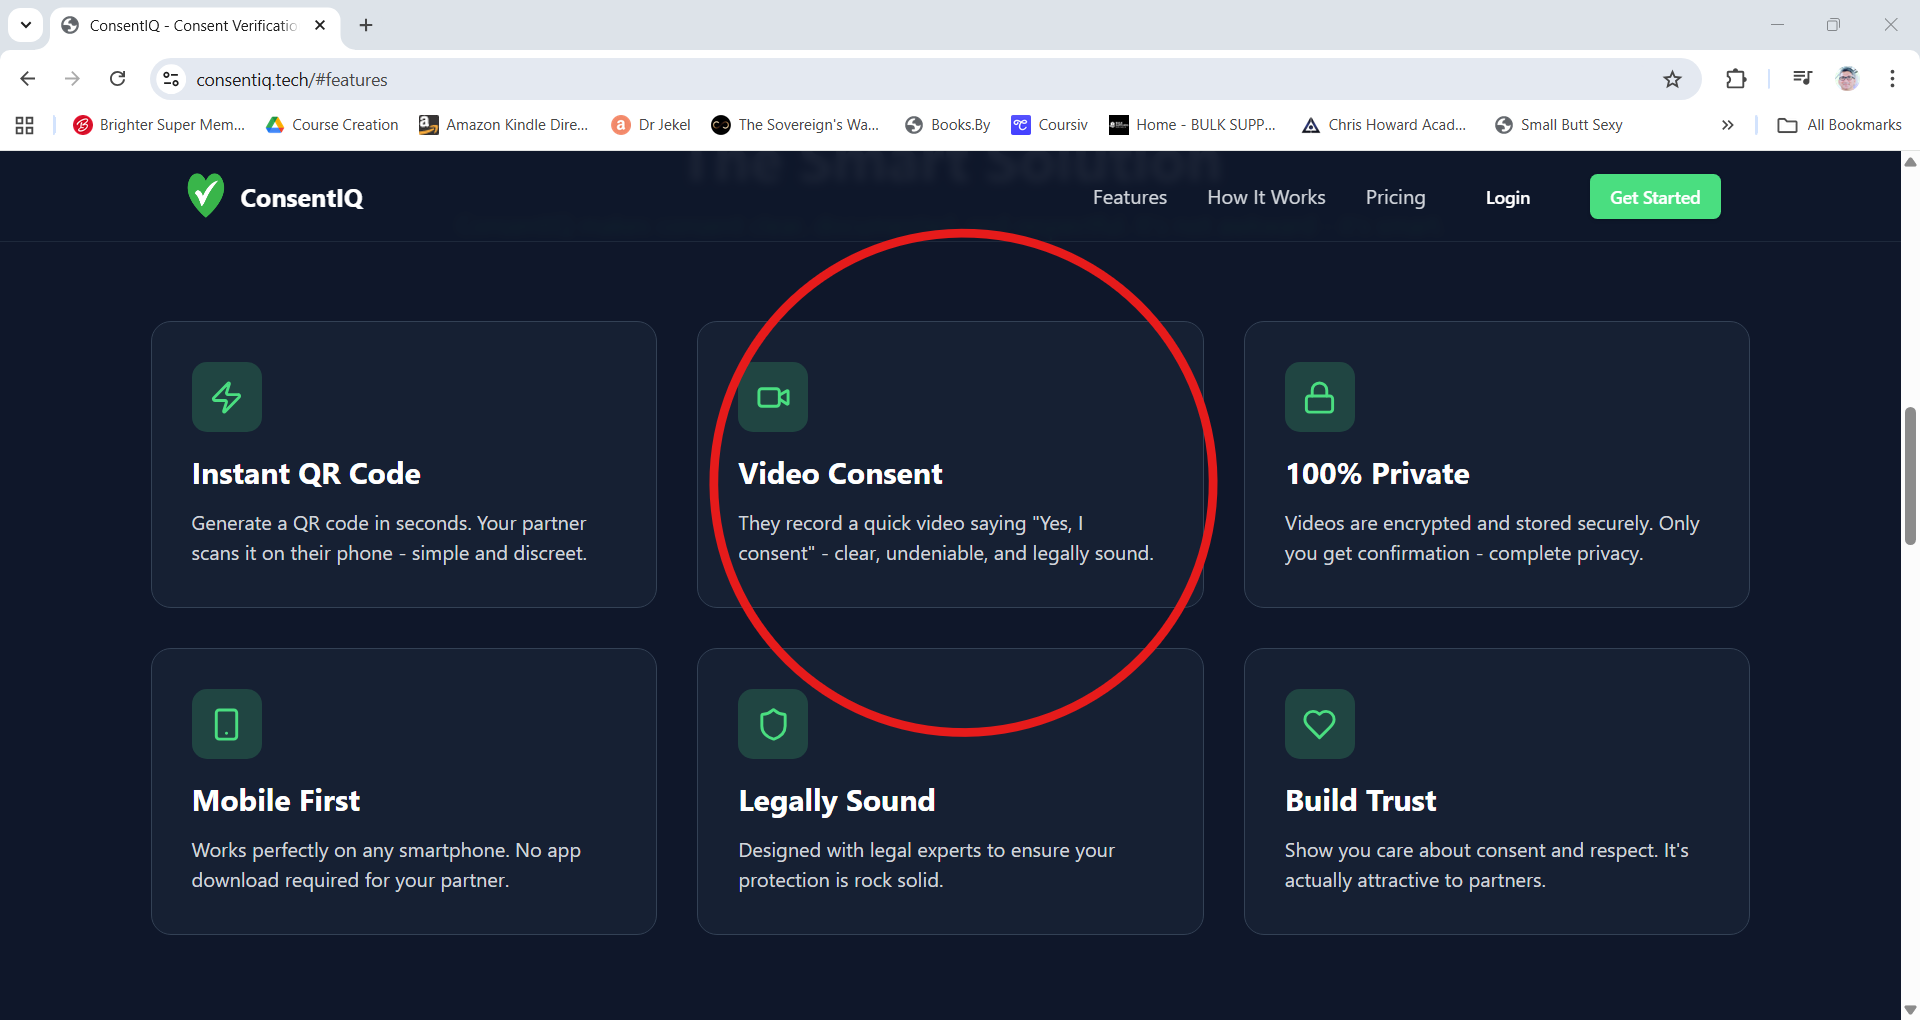 ConsentIQ - Consent Verificatio
consentiq.tech/#features
Brighter Super Mem... Course Creation Amazon Kindle Dire... Dr Jekel The Sovereign's Wa... Books.By Coursiv Home - BULK SUPP... Chris Howard Acad... Small Butt Sexy All Bookmarks
The Smart Solution
ConsentIQ Features How It Works Pricing Login Get Started
Instant QR Code
Generate a QR code in seconds. Your partner
scans it on their phone - simple and discreet.
Video Consent
They record a quick video saying "Yes, I
consent" - clear, undeniable, and legally sound.
100% Private
Videos are encrypted and stored securely. Only
you get confirmation - complete privacy.
Mobile First
Works perfectly on any smartphone. No app
download required for your partner.
Legally Sound
Designed with legal experts to ensure your
protection is rock solid.
Build Trust
Show you care about consent and respect. It's
actually attractive to partners.